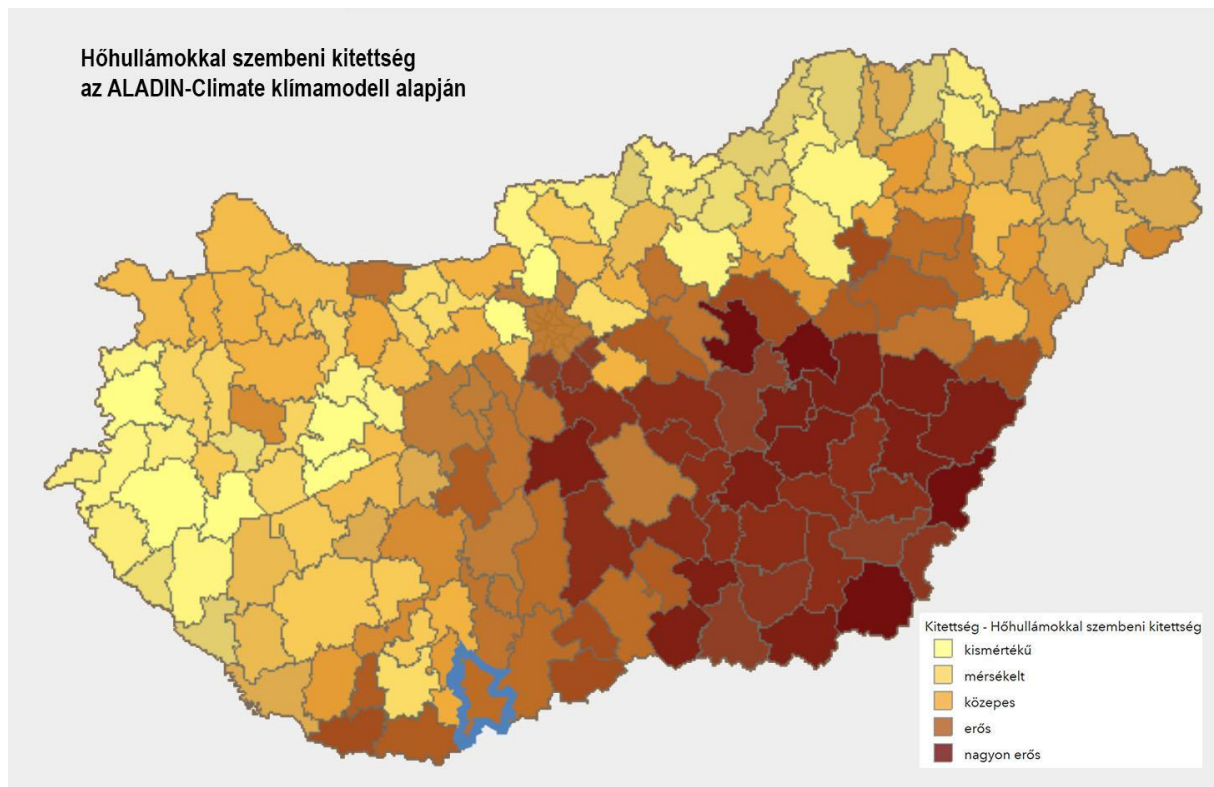 Hőhullámokkal szembeni kitettség
az ALADIN-Climate klímamodell alapján
Kitettség - Hőhullámokkal szembeni kitettség
kismértékű
mérsékelt
közepes
erős
nagyon erős